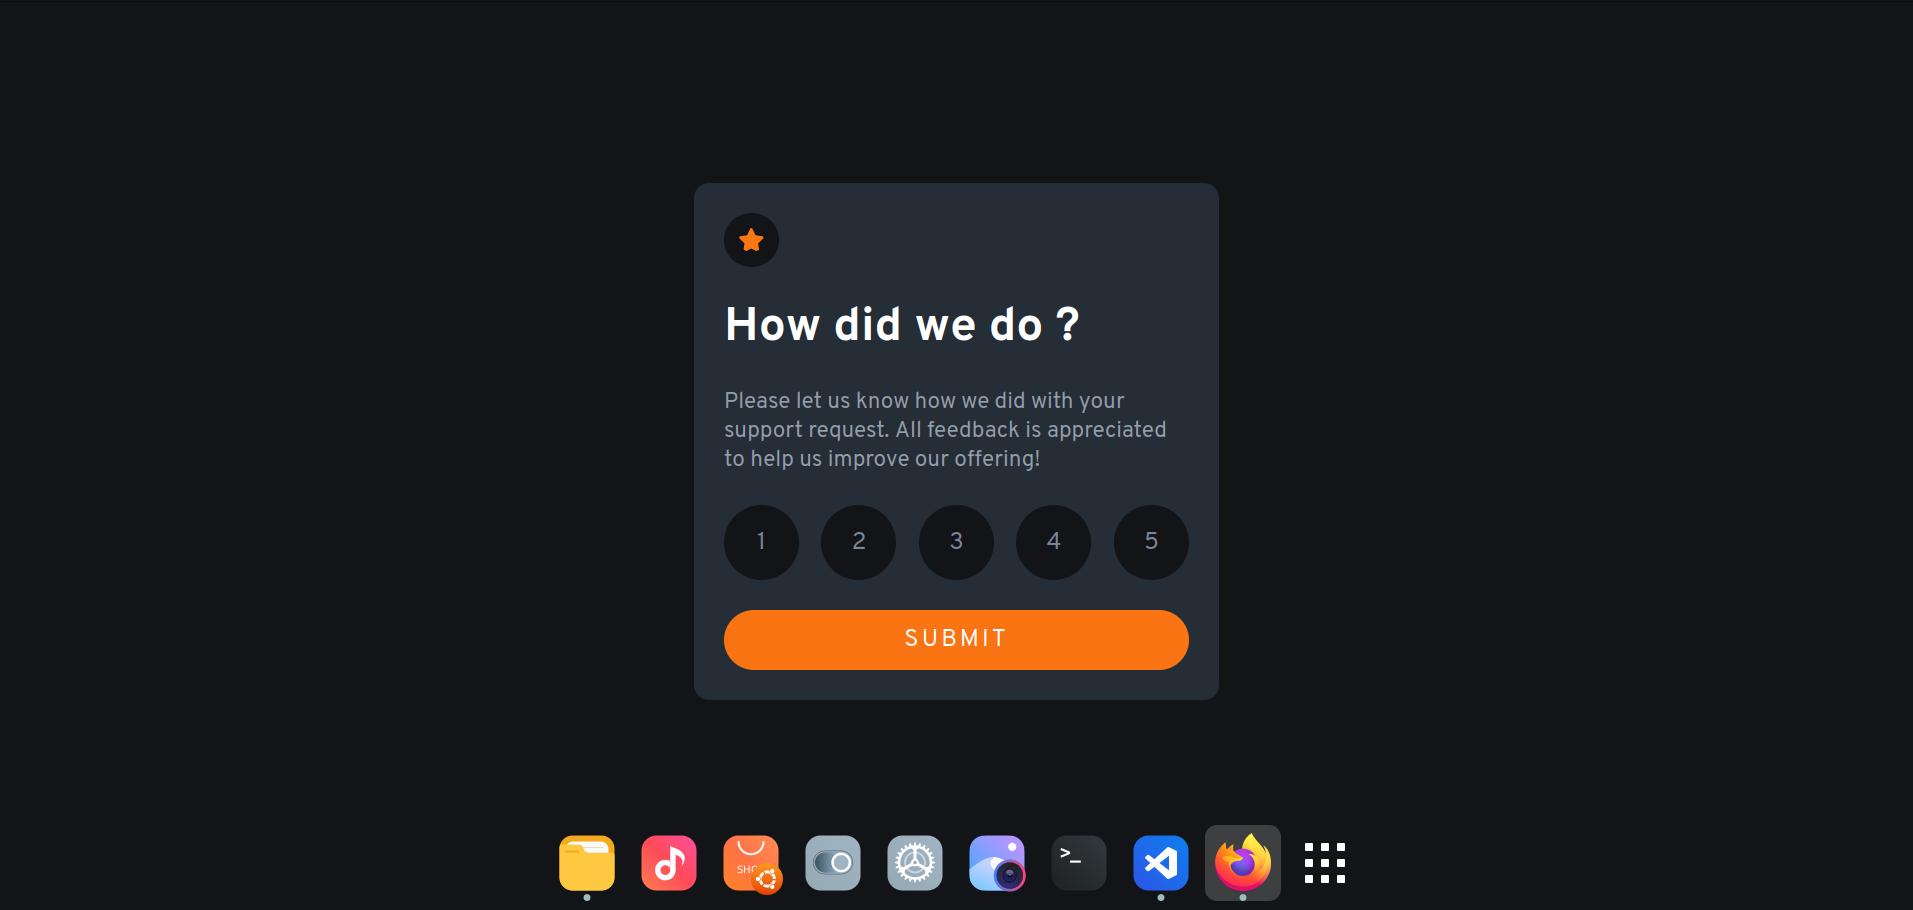 How did we do ?
Please let us know how we did with your
support request. All feedback is appreciated
to help us improve our offering!
1 2 3 4 5
SUBMIT
>_